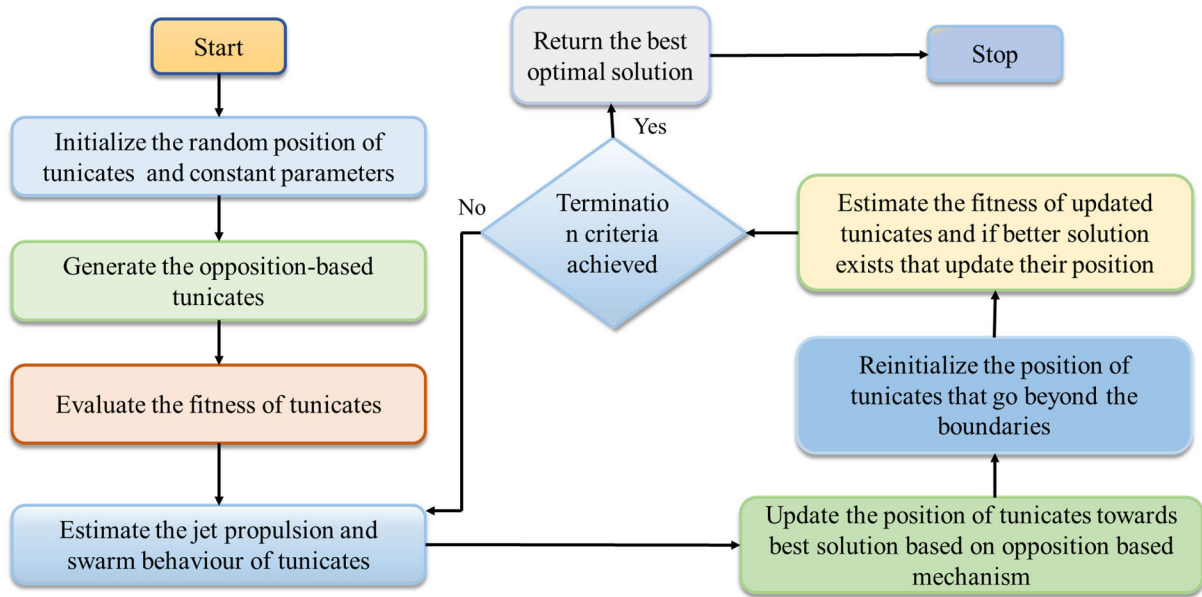 Start
Initialize the random position of
tunicates and constant parameters
Generate the opposition-based
tunicates
Evaluate the fitness of tunicates
Estimate the jet propulsion and
swarm behaviour of tunicates
Update the position of tunicates towards
best solution based on opposition based
mechanism
Reinitialize the position of
tunicates that go beyond the
boundaries
Estimate the fitness of updated
tunicates and if better solution
exists that update their position
Terminatio
n criteria
achieved
No
Yes
Return the best
optimal solution
Stop